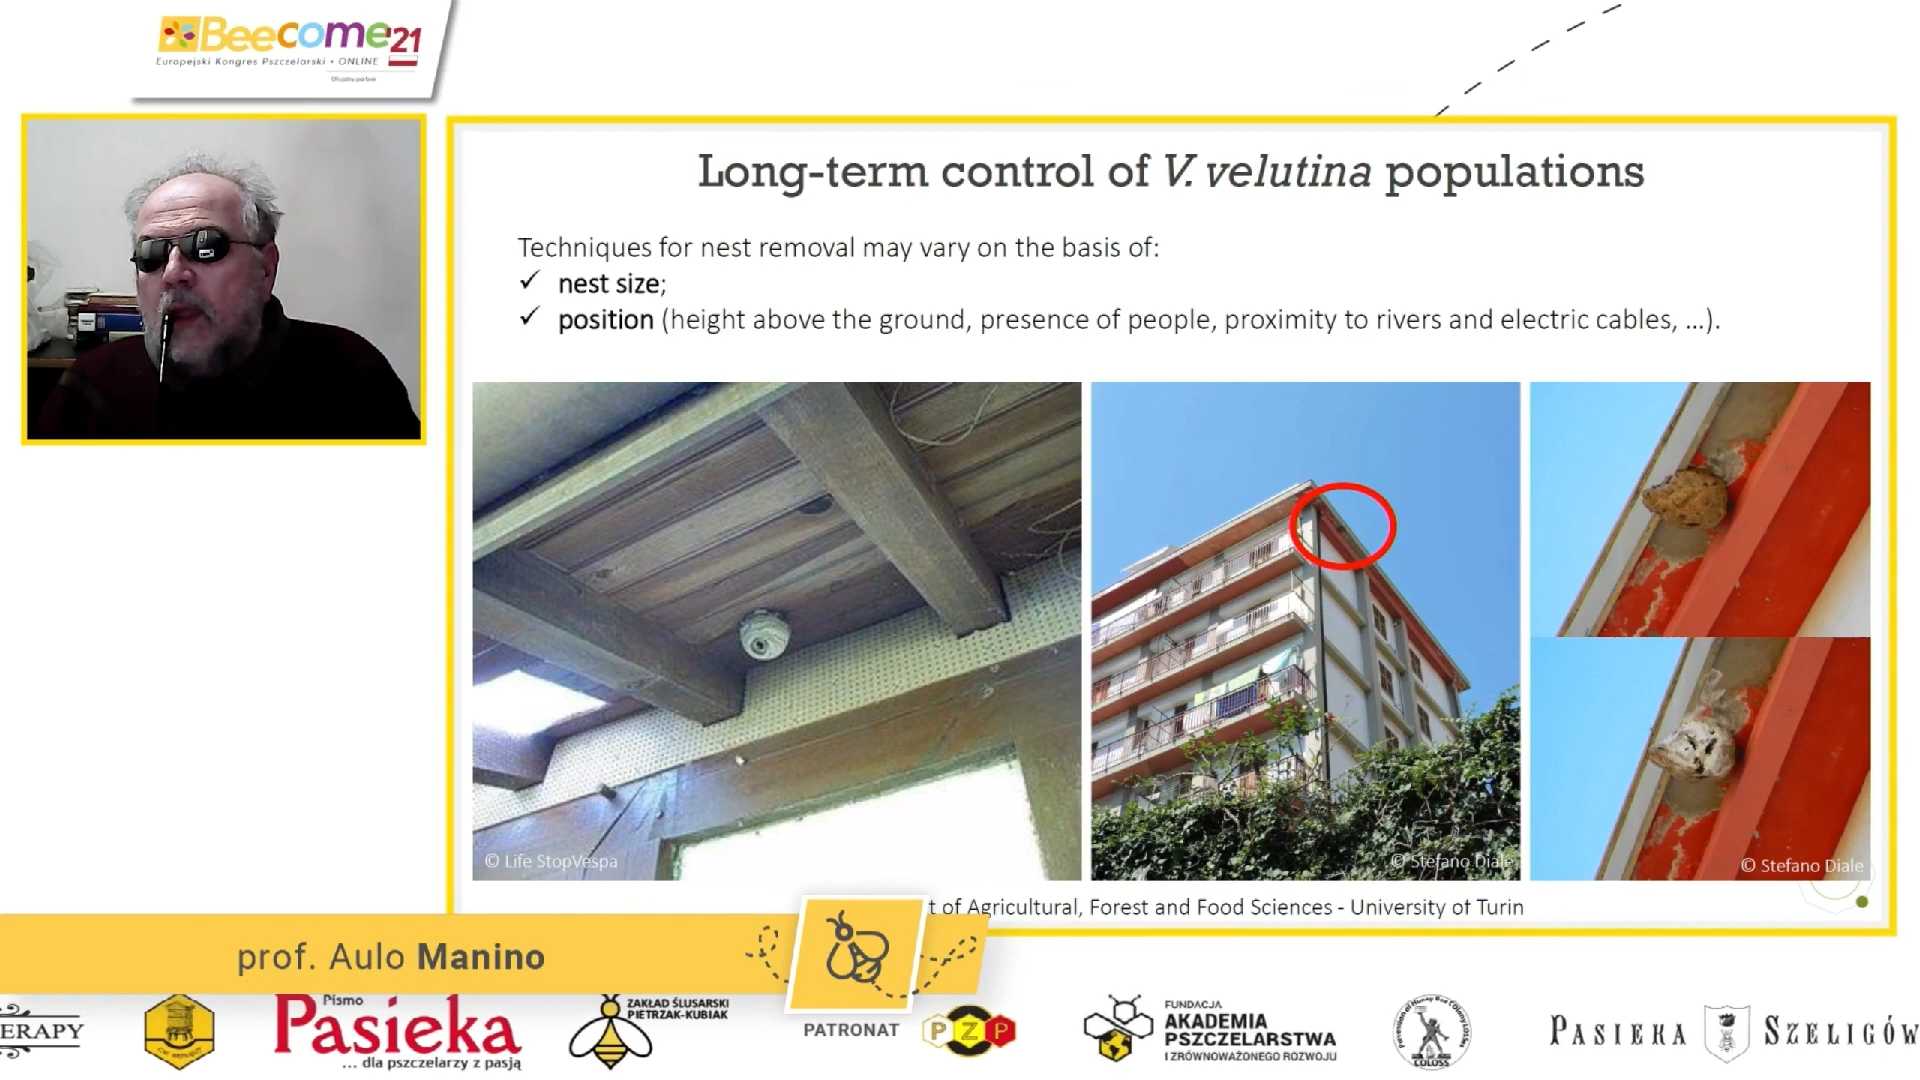 Beecome'21
Europejski Kongres Pszczelarski • ONLINE
Oficjalny partner
Long-term control of V. velutina populations
Techniques for nest removal may vary on the basis of:
✓ nest size;
✓ position (height above the ground, presence of people, proximity to rivers and electric cables, ...).
© Life StopVespa
© Stefano Diale
© Stefano Diale
t of Agricultural, Forest and Food Sciences - University of Turin
prof. Aulo Manino
ERAPY
Pismo
Pasieka
... dla pszczelarzy z pasją
ZAKŁAD ŚLUSARSKI
PIETRZAK-KUBIAK
PATRONAT
PZP
FUNDACJA
AKADEMIA
PSZCZELARSTWA
I ZRÓWNOWAŻONEGO ROZWOJU
COLOSS
PASIEKA SZELIGÓW